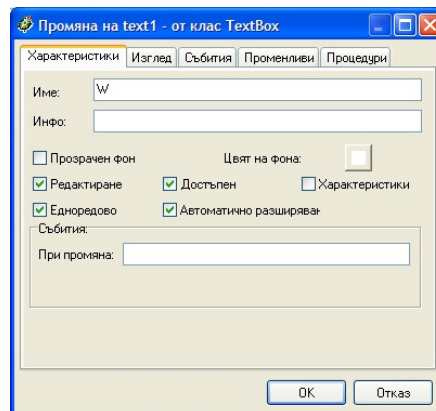 Промяна на text1 - от клас TextBox
Характеристики Изглед Събития Променливи Процедури
Име: W
Инфо:
Прозрачен фон Цвят на фона:
Редактиране Достъпен Характеристики
Едноредово Автоматично разширяван
Събития:
При промяна:
OK Отказ